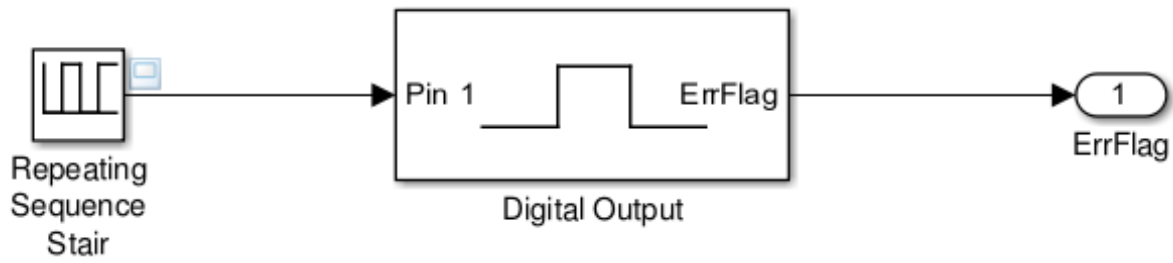 Pin 1
ErrFlag
1
ErrFlag
Repeating
Sequence
Stair
Digital Output